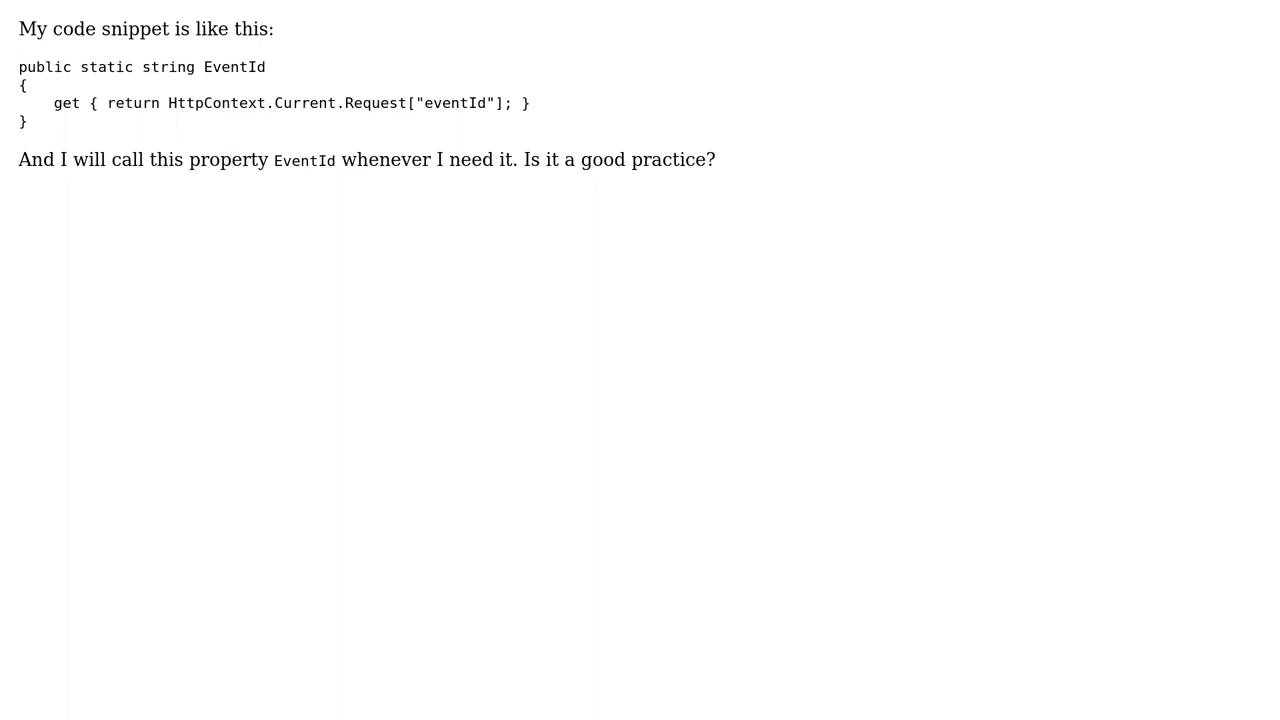 My code snippet is like this:
public static string EventId
{
    get { return HttpContext.Current.Request["eventId"]; }
}
And I will call this property EventId whenever I need it. Is it a good practice?